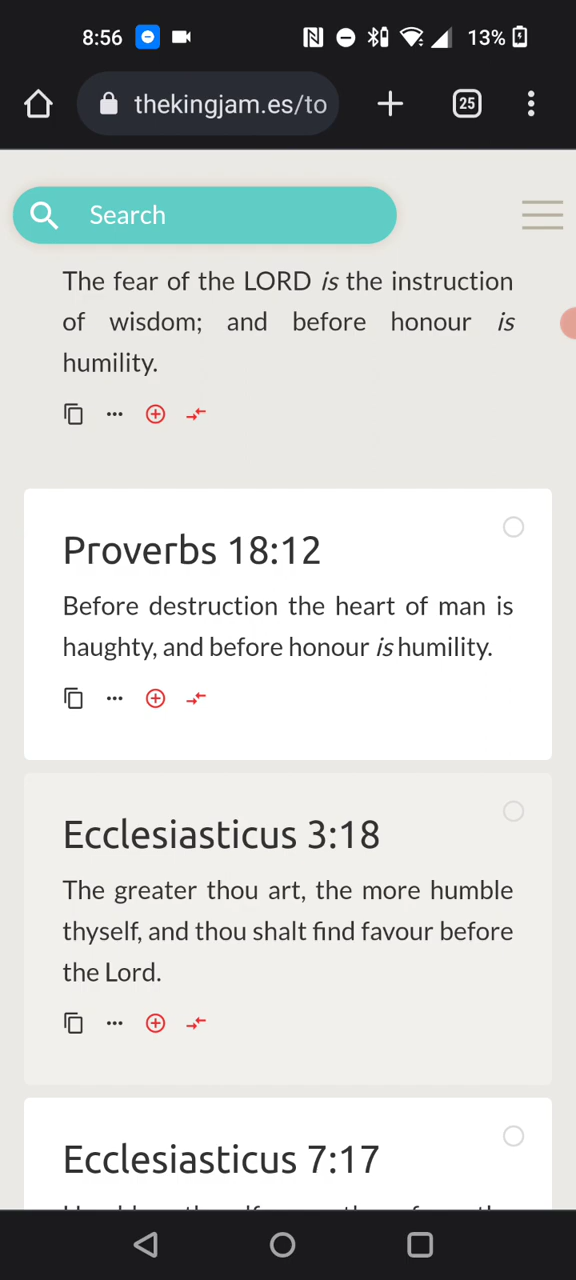 8:56 13%
thekingjam.es/to 25
Search
The fear of the LORD is the instruction
of wisdom; and before honour is
humility.
Proverbs 18:12
Before destruction the heart of man is
haughty, and before honour is humility.
Ecclesiasticus 3:18
The greater thou art, the more humble
thyself, and thou shalt find favour before
the Lord.
Ecclesiasticus 7:17